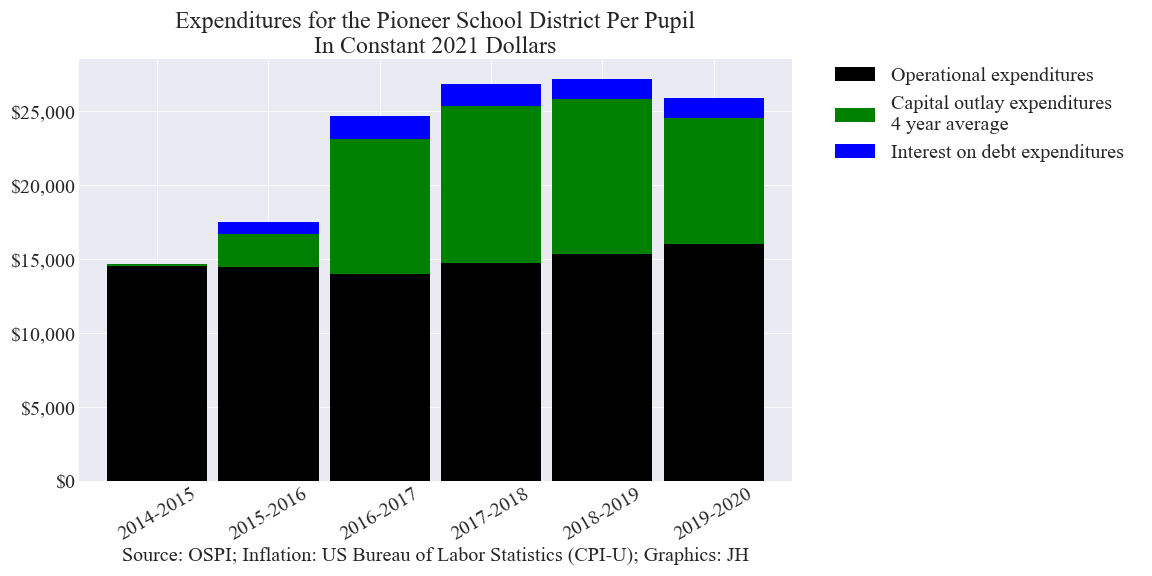 Expenditures for the Pioneer School District Per Pupil
In Constant 2021 Dollars
Operational expenditures
Capital outlay expenditures
4 year average
Interest on debt expenditures
$25,000
$20,000
$15,000
$10,000
$5,000
$0
2014-2015
2015-2016
2016-2017
2017-2018
2018-2019
2019-2020
Source: OSPI; Inflation: US Bureau of Labor Statistics (CPI-U); Graphics: JH